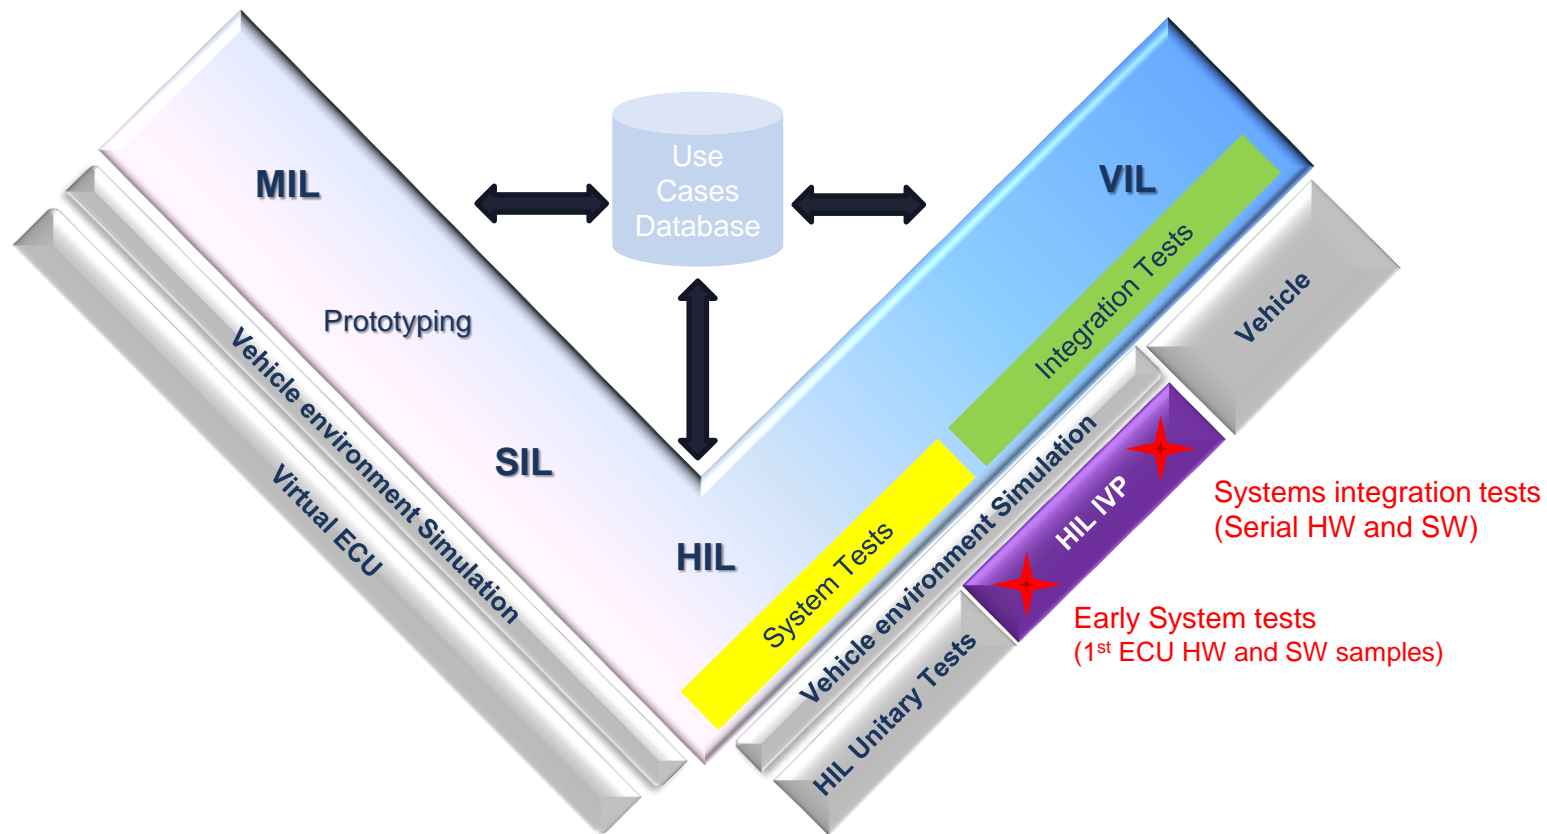 MIL
Use
Cases
Database
VIL
Prototyping
Integration Tests
Vehicle
Vehicle environment Simulation
Virtual ECU
SIL
HIL
System Tests
Vehicle environment Simulation
HIL IVP
HIL Unitary Tests
Systems integration tests
(Serial HW and SW)
Early System tests
(1st ECU HW and SW samples)